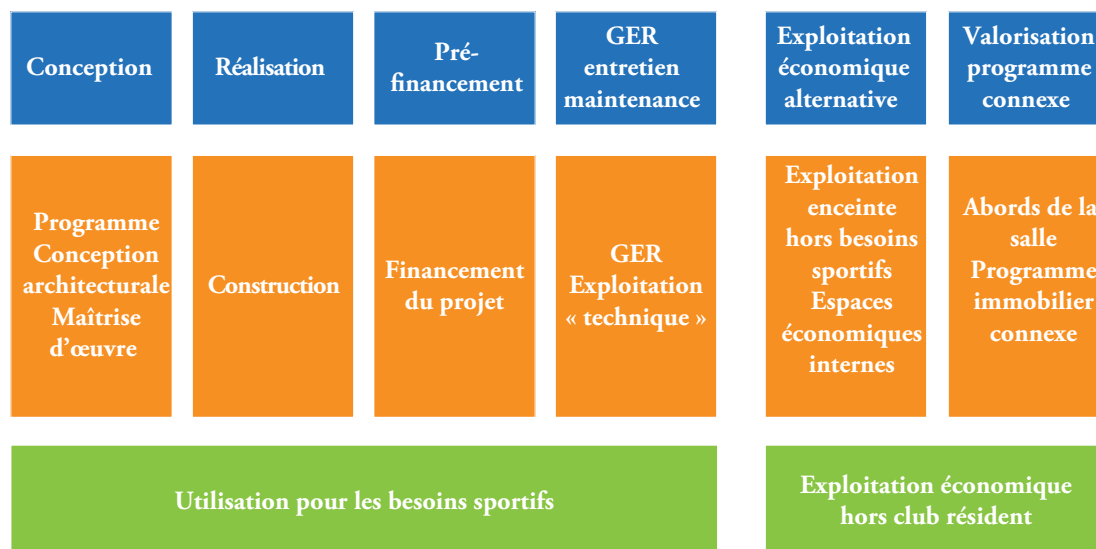 Conception
Réalisation
Pré-
financement
GER
entretien
maintenance
Exploitation
économique
alternative
Valorisation
programme
connexe
Programme
Conception
architecturale
Maîtrise
d’œuvre
Construction
Financement
du projet
GER
Exploitation
« technique »
Exploitation
enceinte
hors besoins
sportifs
Espaces
économiques
internes
Abords de la
salle
Programme
immobilier
connexe
Utilisation pour les besoins sportifs
Exploitation économique
hors club résident